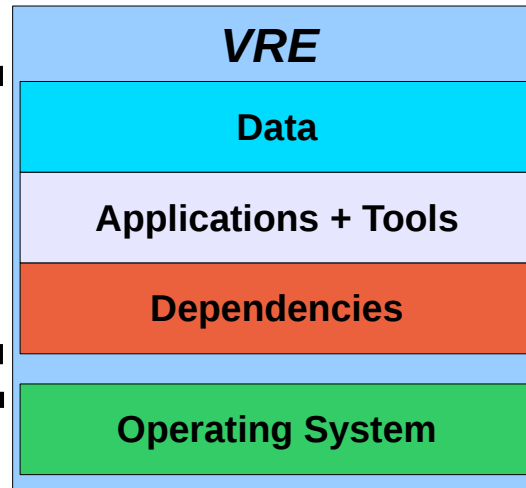 VRE
Data
Applications + Tools
Dependencies
Operating System